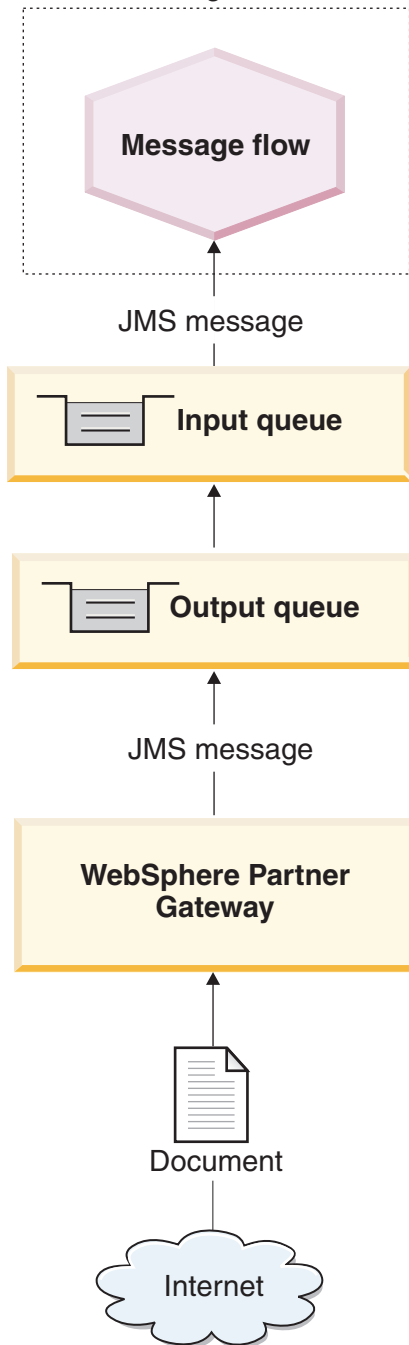 Message flow
JMS message
Input queue
Output queue
JMS message
WebSphere Partner
Gateway
Document
Internet